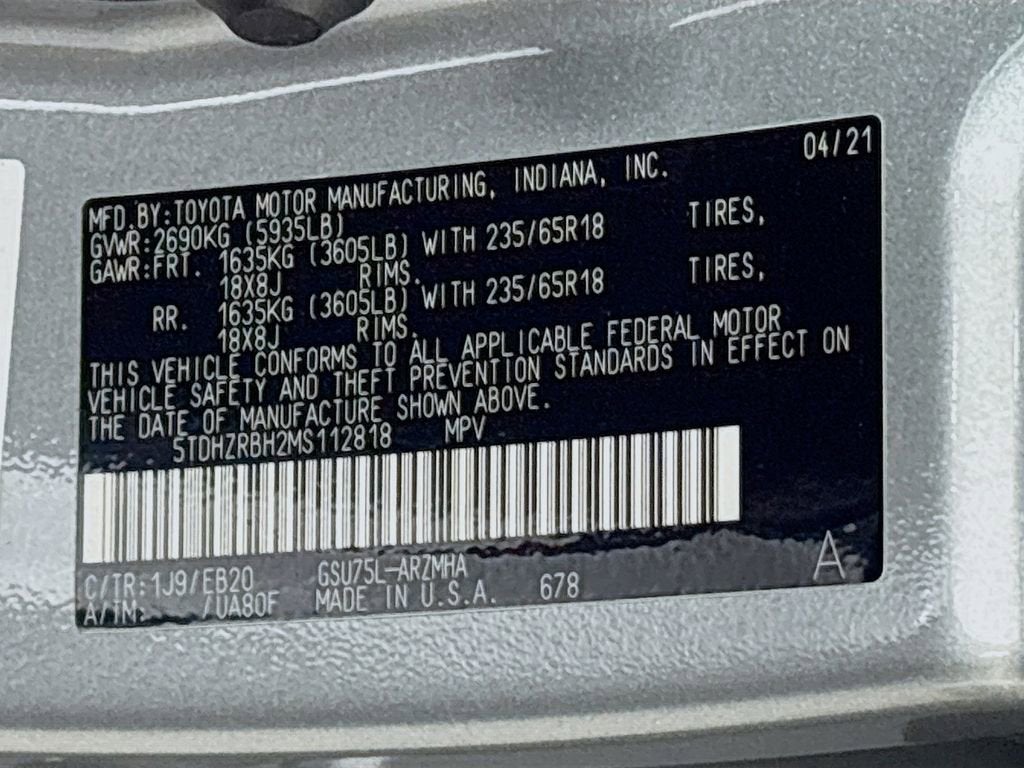 04/21
MFD.BY:TOYOTA MOTOR MANUFACTURING, INDIANA, INC.
GVWR:2690KG (5935LB)
GAWR:FRT. 1635KG (3605LB) WITH 235/65R18 TIRES,
18X8J RIMS.
RR. 1635KG (3605LB) WITH 235/65R18 TIRES,
18X8J RIMS.
THIS VEHICLE CONFORMS TO ALL APPLICABLE FEDERAL MOTOR
VEHICLE SAFETY AND THEFT PREVENTION STANDARDS IN EFFECT ON
THE DATE OF MANUFACTURE SHOWN ABOVE.
5TDHZRBH2MS112818 MPV
C/TR:1J9/EB20 GSU75L-ARZMHA
A/TM: /UA80F MADE IN U.S.A. 678
A